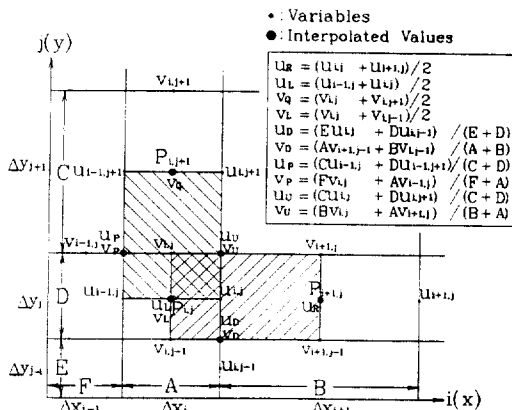 j(y)
• : Variables
● : Interpolated Values
uR = (ui,j + ui+1,j)/2
uL = (ui-1,j + ui,j)/2
vQ = (vi,j + vi,j+1)/2
vL = (vi,j + vi,j-1)/2
uD = (Eui,j + Dui,j-1)/(E+D)
vD = (Avi+1,j-1 + Bvi,j-1)/(A+B)
uP = (Cui-1,j + Dui-1,j+1)/(C+D)
vP = (Fvi,j + Avi-1,j)/(F+A)
uU = (Cui,j + Dui,j+1)/(C+D)
vU = (Bvi,j + Avi+1,j)/(B+A)
vi,j+1
Δyj+1
C
ui-1,j+1
Pi,j+1
ui,j+1
vQ
uP
uU
vi-1,j
vP
vi,j
vU
vi+1,j
Δyj
D
ui-1,j
uL
Pi,j
ui,j
Pi+1,j
ui+1,j
vL
uR
uD
vD
vi,j-1
vi+1,j-1
Δyj-1
E
ui,j-1
F
A
B
i(x)
Δxi-1
Δxi
Δxi+1